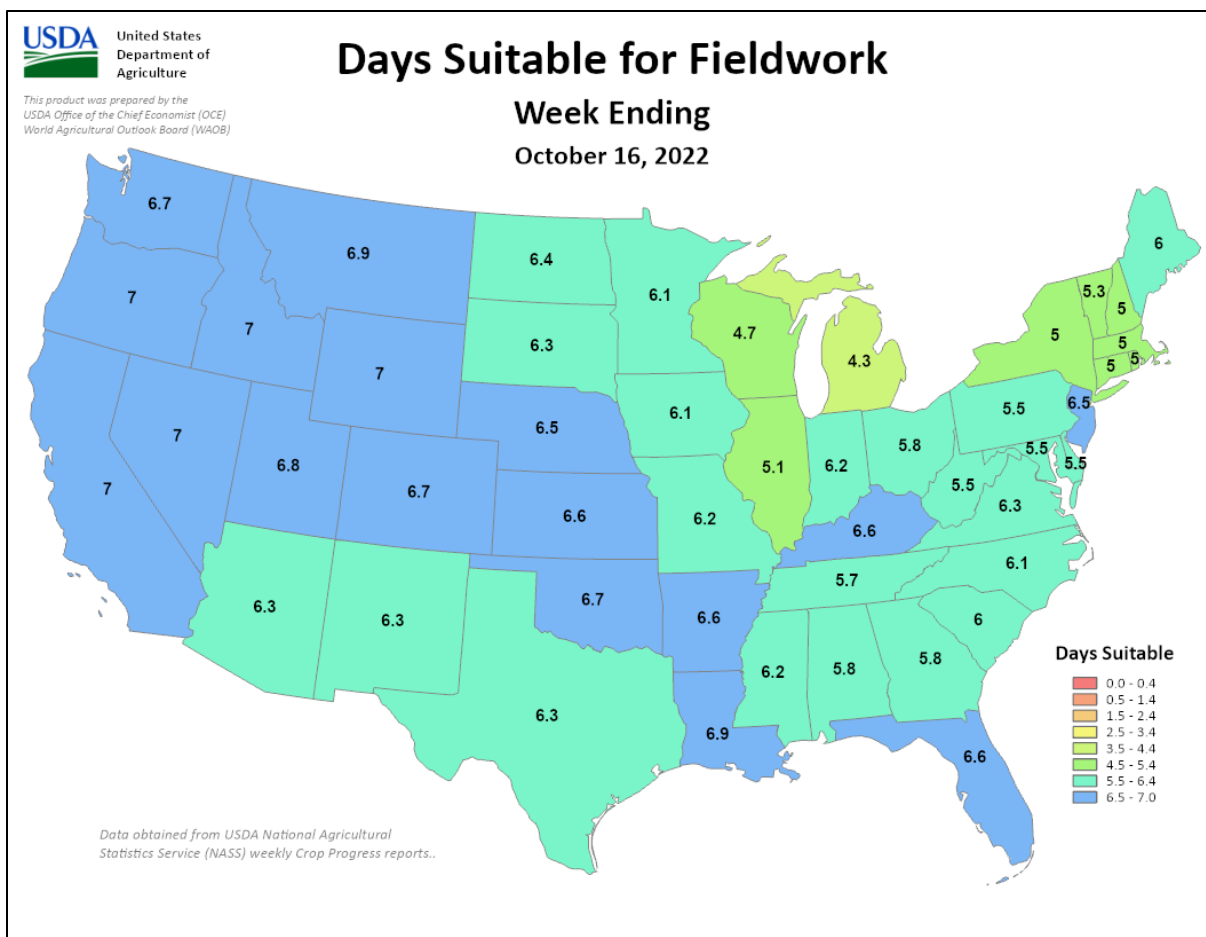 USDA
United States
Department of
Agriculture
This product was prepared by the
USDA Office of the Chief Economist (OCE)
World Agricultural Outlook Board (WAOB)
Days Suitable for Fieldwork
Week Ending
October 16, 2022
6.7
6.9
6.4
6.1
6
7
7
7
6.3
4.7
4.3
5
5.3
5
5
5
5
7
7
6.8
6.7
6.5
6.1
5.1
6.2
5.8
5.5
6.5
5.5
5.5
5.5
6.6
6.2
6.6
6.3
6.3
6.3
6.7
6.6
5.7
6.1
6
6.3
6.9
6.2
5.8
5.8
6.6
Days Suitable
0.0 - 0.4
0.5 - 1.4
1.5 - 2.4
2.5 - 3.4
3.5 - 4.4
4.5 - 5.4
5.5 - 6.4
6.5 - 7.0
Data obtained from USDA National Agricultural
Statistics Service (NASS) weekly Crop Progress reports..